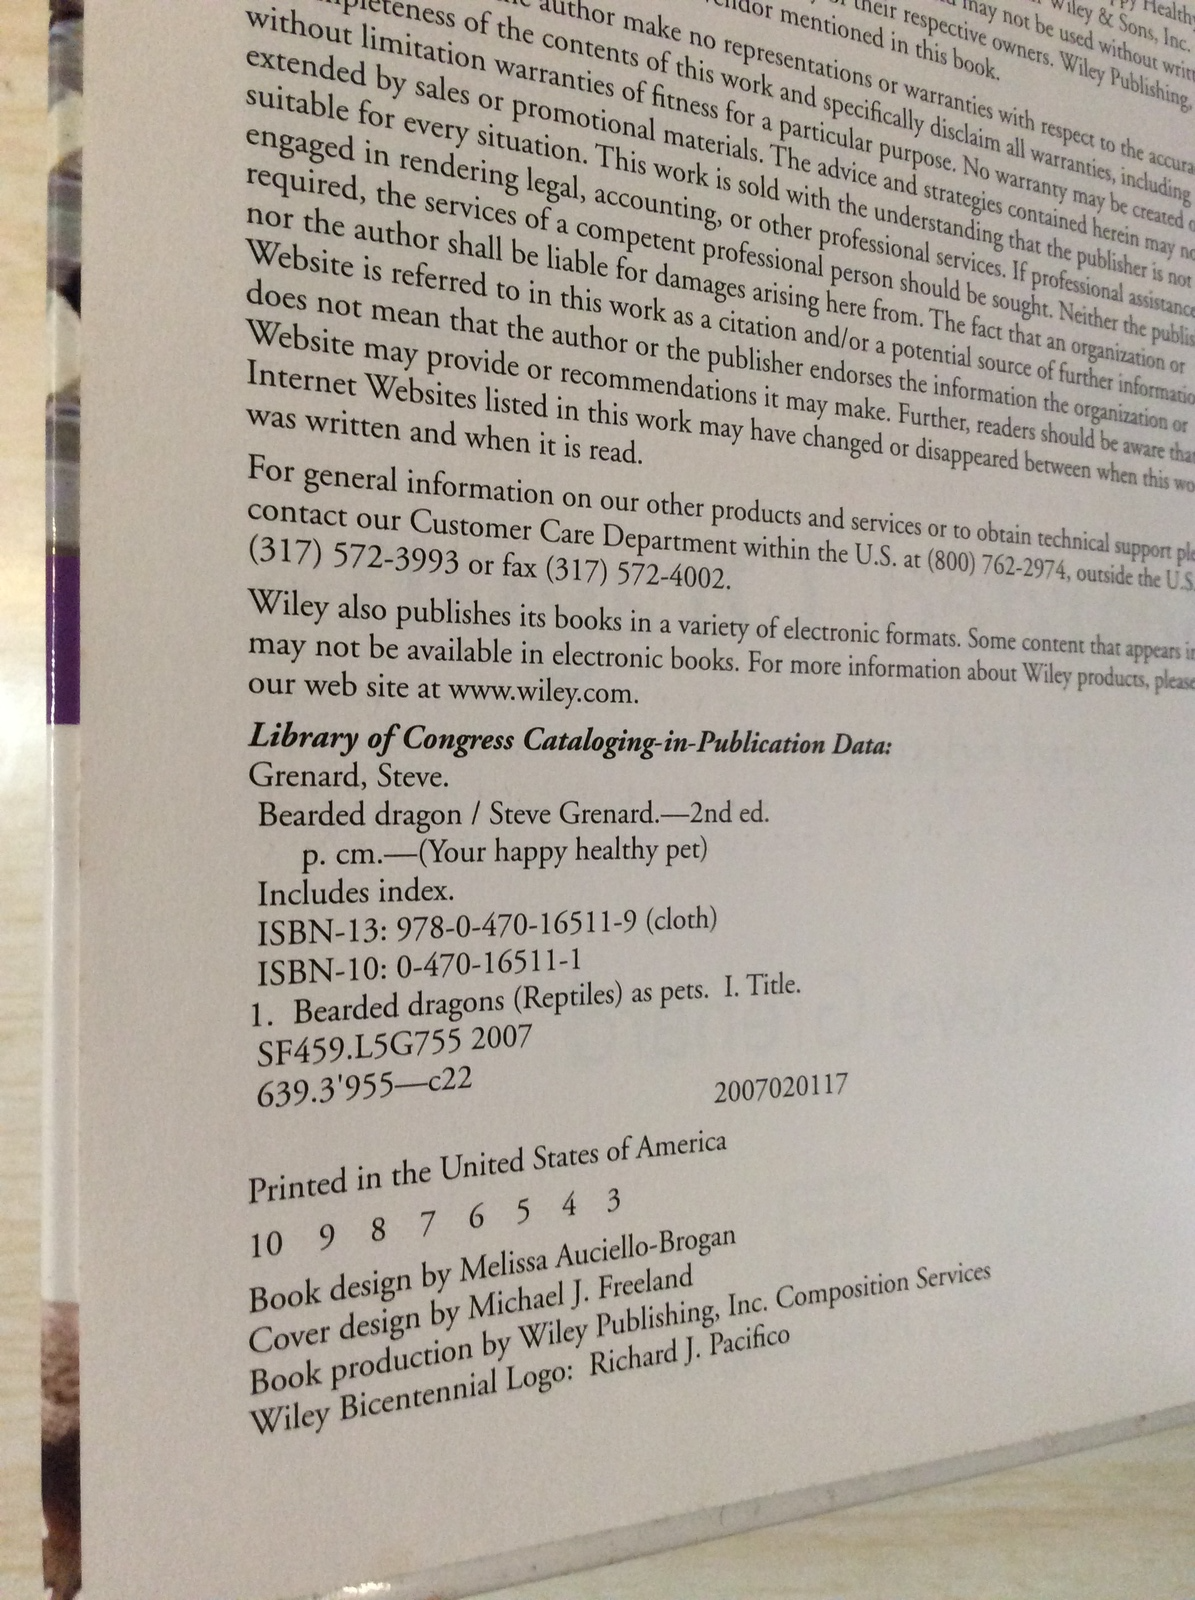 ppy Healthy
Wiley & Sons, Inc.
may not be used without
their respective owners. Wiley Publishing,
mentioned in this book.
author make no representations or warranties with respect to the
of the contents of this work and specifically disclaim all warranties, including
without limitation warranties of fitness for a particular purpose. No warranty may be created
extended by sales or promotional materials. The advice and strategies contained herein may
suitable for every situation. This work is sold with the understanding that the publisher is not
engaged in rendering legal, accounting, or other professional services. If professional assistance
required, the services of a competent professional person should be sought. Neither the
nor the author shall be liable for damages arising here from. The fact that an organization or
Website is referred to in this work as a citation and/or a potential source of further
does not mean that the author or the publisher endorses the information the organization or
Website may provide or recommendations it may make. Further, readers should be aware
Internet Websites listed in this work may have changed or disappeared between when this
was written and when it is read.
For general information on our other products and services or to obtain technical support
contact our Customer Care Department within the U.S. at (800) 762-2974, outside the U.S.
(317) 572-3993 or fax (317) 572-4002.
Wiley also publishes its books in a variety of electronic formats. Some content that appears
may not be available in electronic books. For more information about Wiley products, please
our web site at www.wiley.com.
Library of Congress Cataloging-in-Publication Data:
Grenard, Steve.
Bearded dragon / Steve Grenard.—2nd ed.
p. cm.—(Your happy healthy pet)
Includes index.
ISBN-13: 978-0-470-16511-9 (cloth)
ISBN-10: 0-470-16511-1
1. Bearded dragons (Reptiles) as pets. I. Title.
SF459.L5G755 2007
639.3'955—c22 2007020117
Printed in the United States of America
10 9 8 7 6 5 4 3
Book design by Melissa Auciello-Brogan
Cover design by Michael J. Freeland
Book production by Wiley Publishing, Inc. Composition Services
Wiley Bicentennial Logo: Richard J. Pacifico